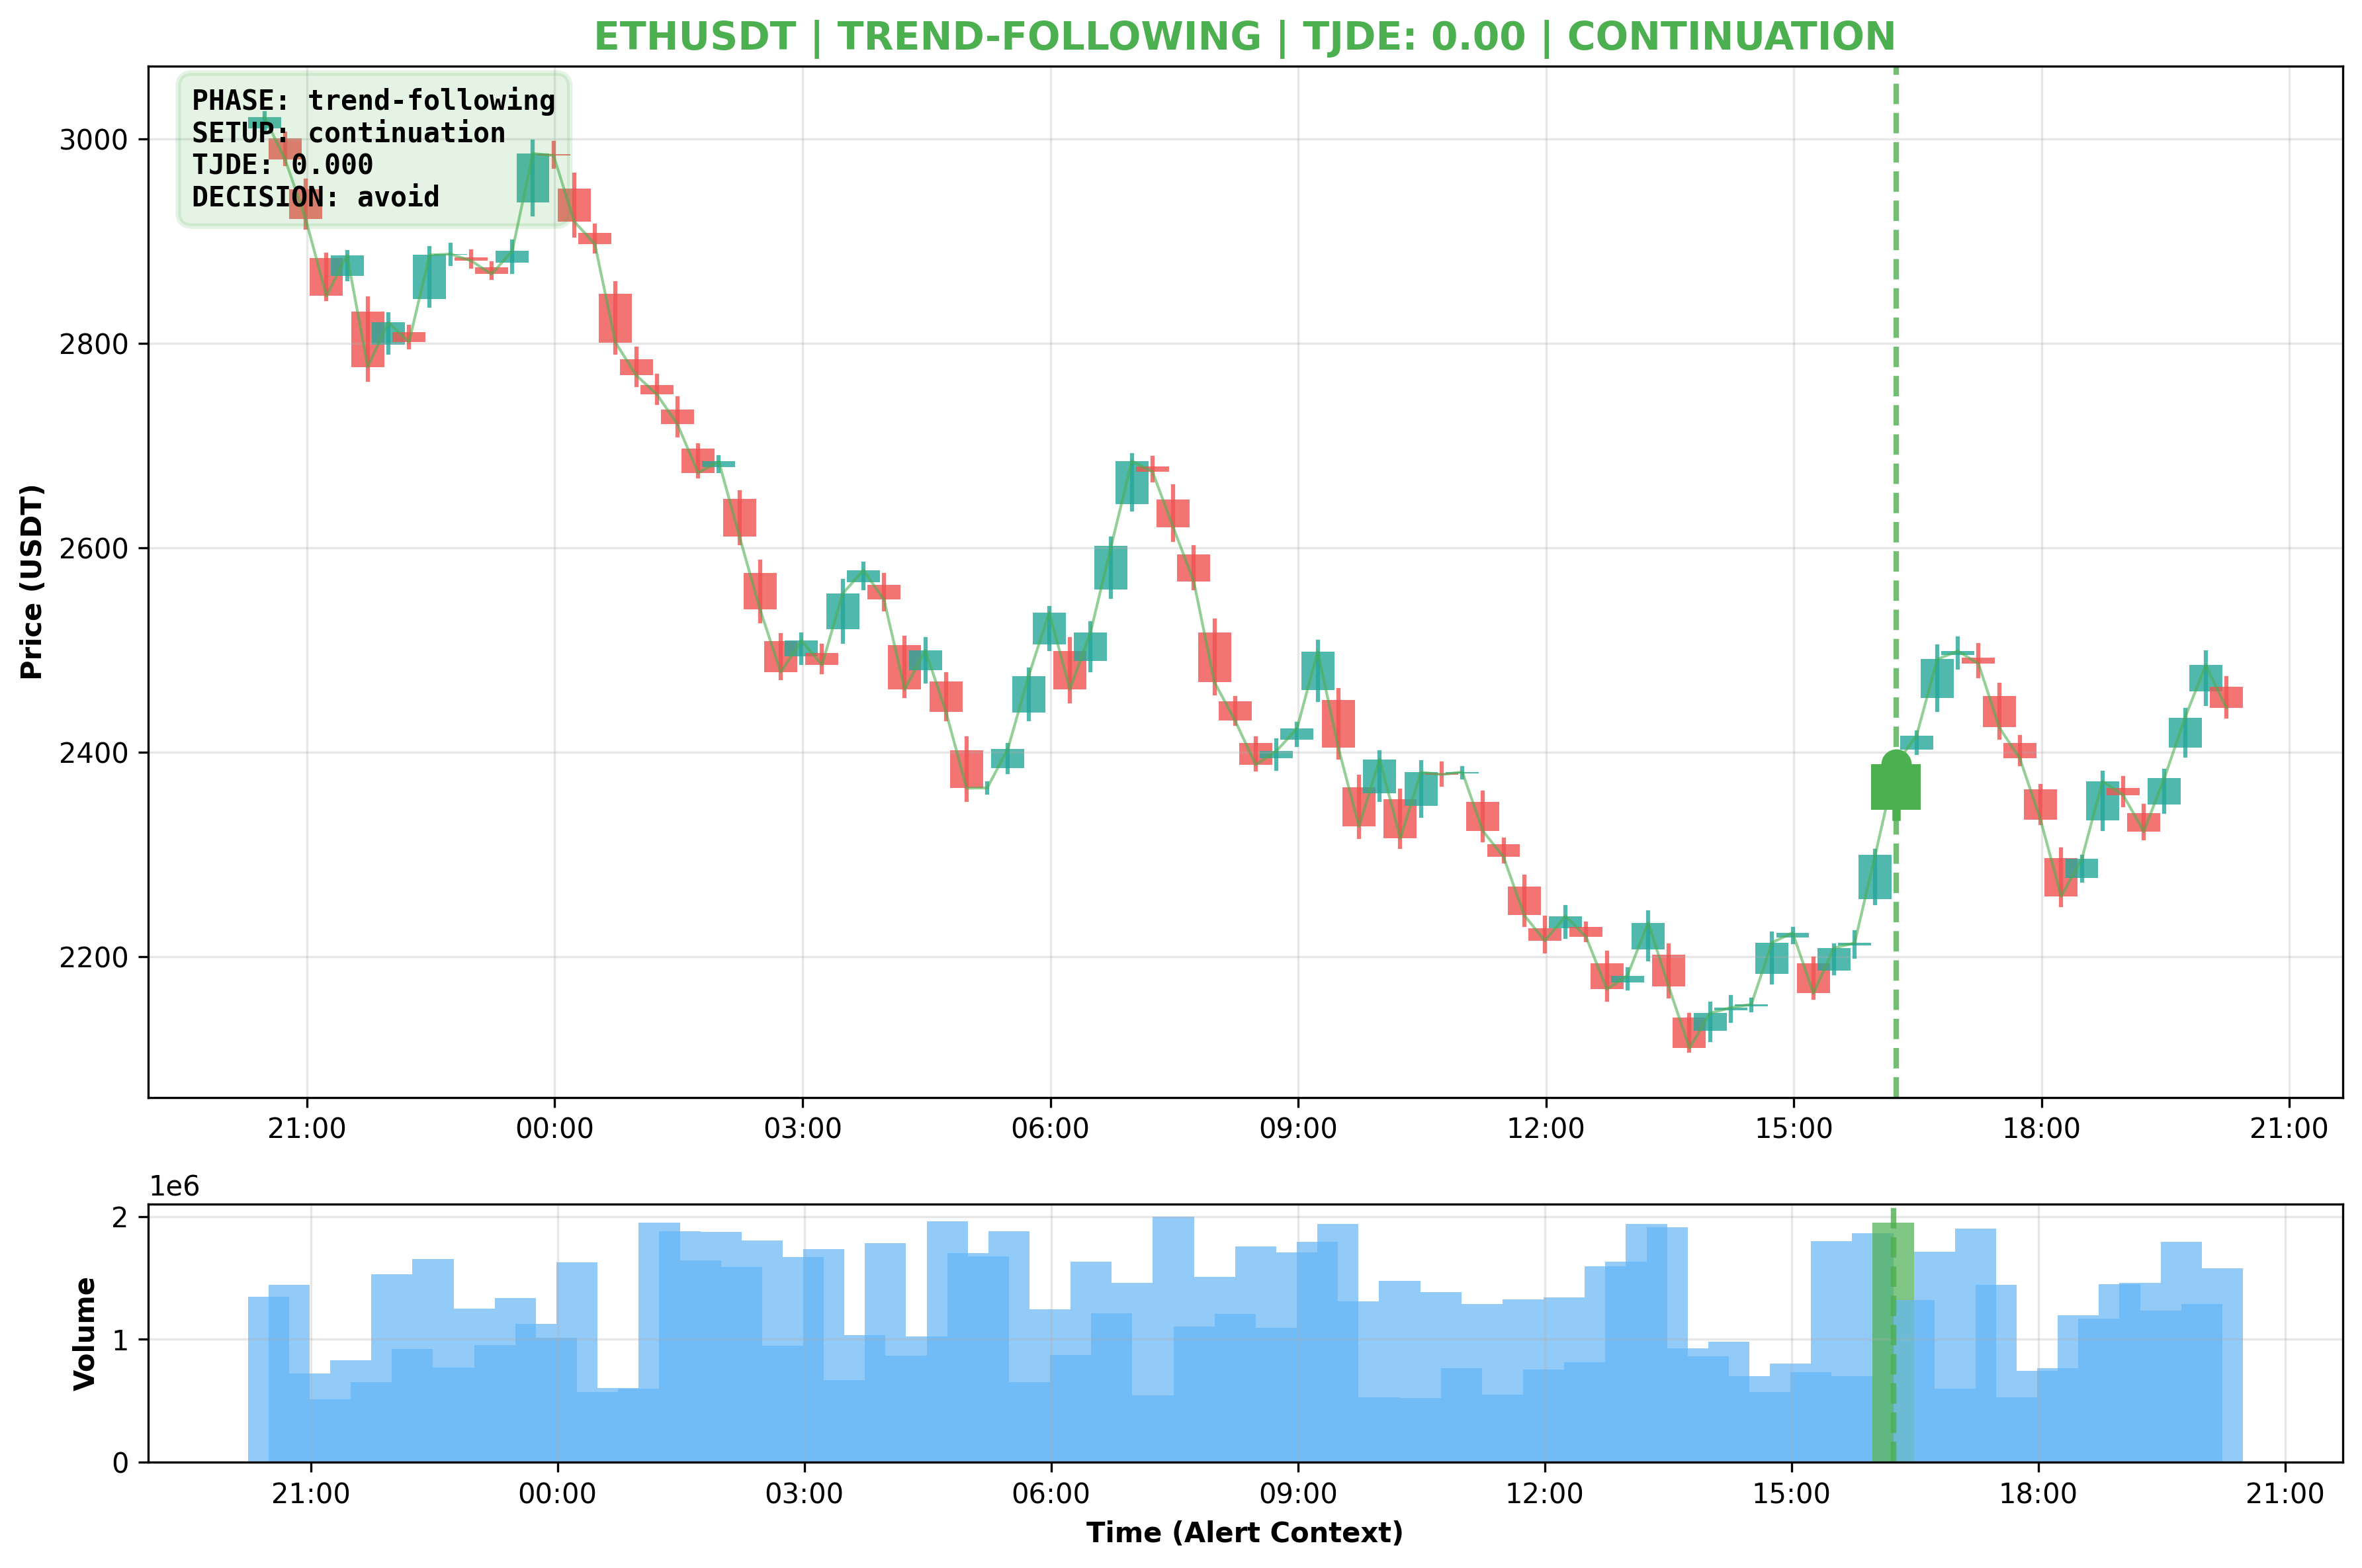 ETHUSDT | TREND-FOLLOWING | TJDE: 0.00 | CONTINUATION
PHASE: trend-following
SETUP: continuation
TJDE: 0.000
DECISION: avoid
Price (USDT)
3000
2800
2600
2400
2200
21:00 00:00 03:00 06:00 09:00 12:00 15:00 18:00 21:00
1e6
Volume
2
1
0
21:00 00:00 03:00 06:00 09:00 12:00 15:00 18:00 21:00
Time (Alert Context)